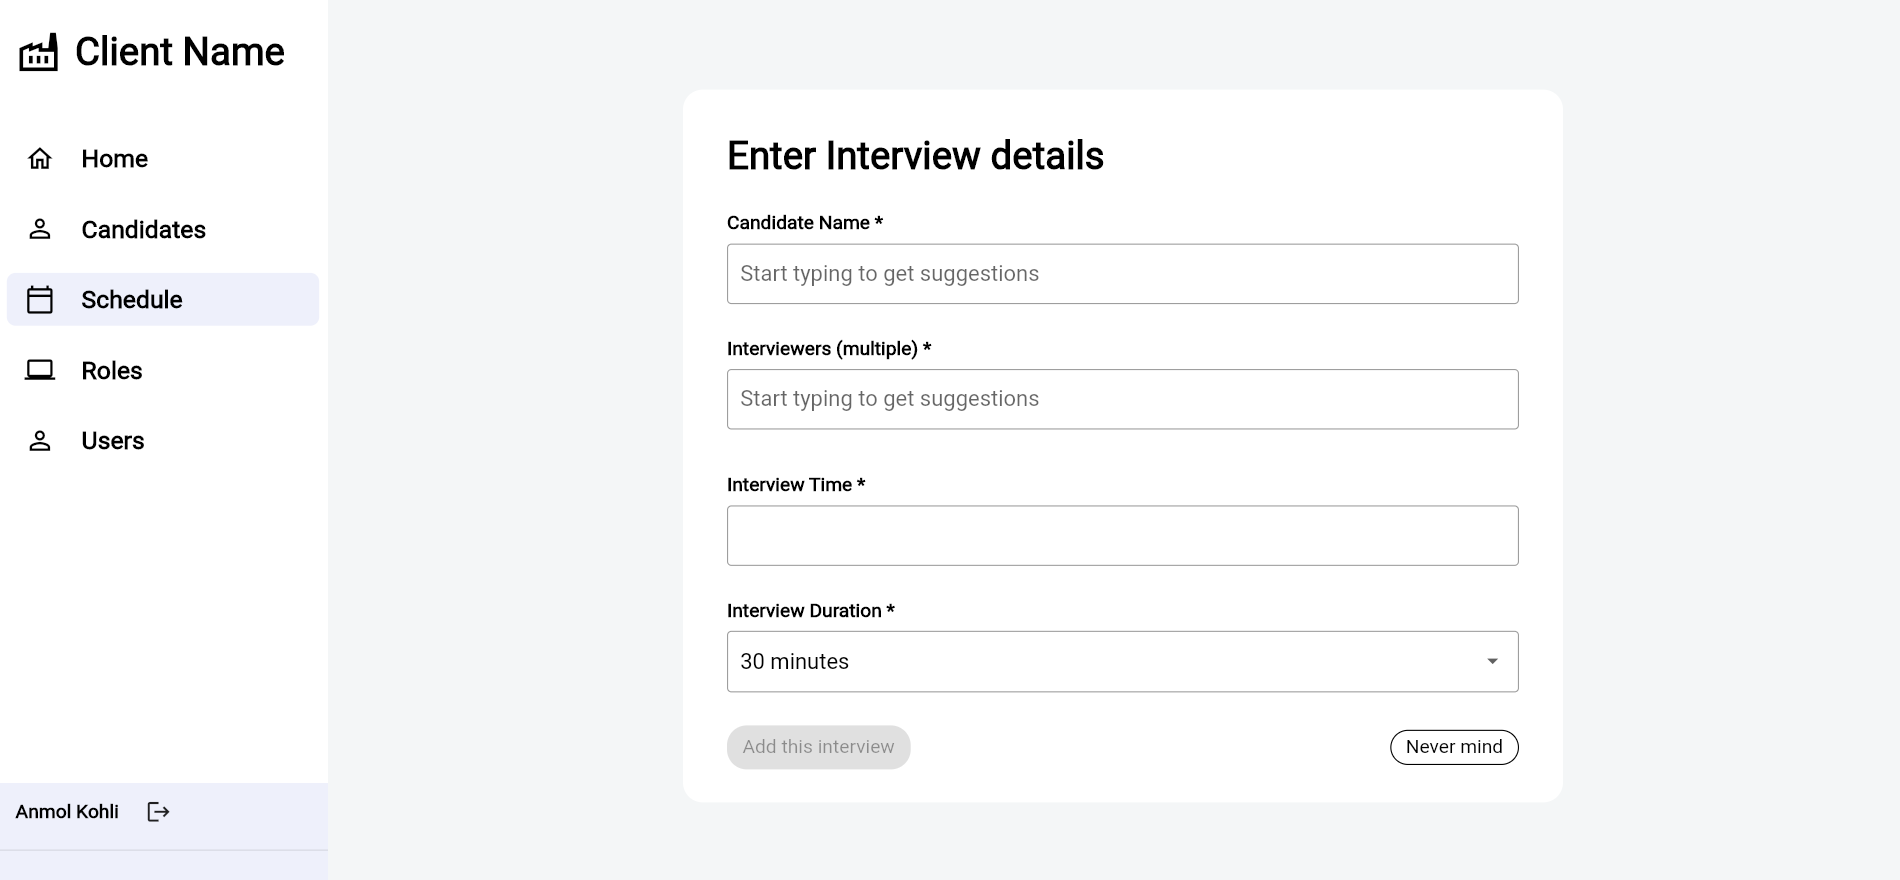 Client Name
Home
Candidates
Schedule
Roles
Users
Anmol Kohli
Enter Interview details
Candidate Name *
Start typing to get suggestions
Interviewers (multiple) *
Start typing to get suggestions
Interview Time *
Interview Duration *
30 minutes
Add this interview
Never mind